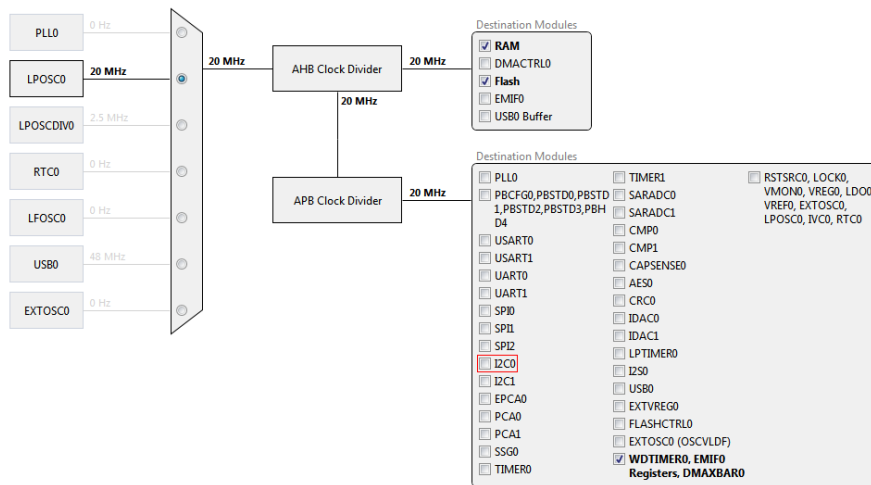 PLL0
0 Hz
LPOSC0
20 MHz
LPOSCDIV0
2.5 MHz
RTC0
0 Hz
LFOSC0
0 Hz
USB0
48 MHz
EXTOSC0
0 Hz
20 MHz
AHB Clock Divider
20 MHz
20 MHz
APB Clock Divider
20 MHz
Destination Modules
RAM
DMACTRL0
Flash
EMIF0
USB0 Buffer
Destination Modules
PLL0
PBCFG0,PBSTD0,PBSTD
1,PBSTD2,PBSTD3,PBH
D4
USART0
USART1
UART0
UART1
SPI0
SPI1
SPI2
I2C0
I2C1
EPCA0
PCA0
PCA1
SSG0
TIMER0
TIMER1
SARADC0
SARADC1
CMP0
CMP1
CAPSENSE0
AES0
CRC0
IDAC0
IDAC1
LPTIMER0
I2S0
USB0
EXTVREG0
FLASHCTRL0
EXTOSC0 (OSCVLDF)
WDTIMER0, EMIF0
Registers, DMAXBAR0
RSTSRC0, LOCK0,
VMON0, VREG0, LDO0
VREF0, EXTOSC0,
LPOSC0, IVC0, RTC0